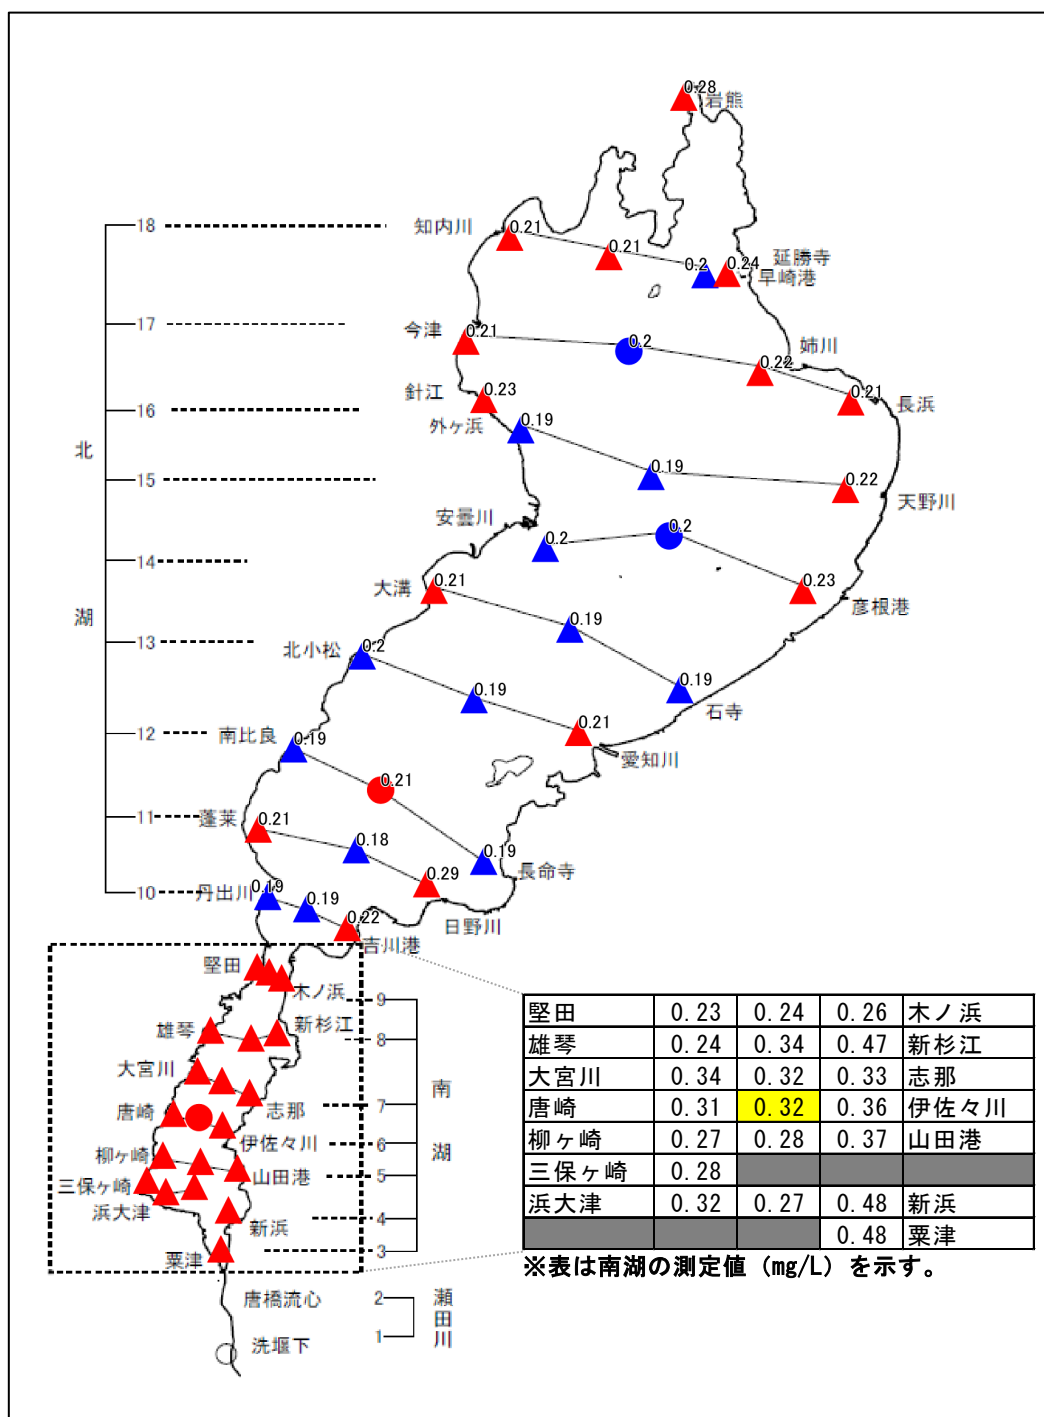 0.28
岩熊
18
知内川
0.21
0.21
0.2
0.24
延勝寺
早崎港
17
今津
0.21
0.2
0.22
姉川
0.21
長浜
針江
0.23
16
外ヶ浜
0.19
北
0.19
0.22
15
天野川
安曇川
0.2
0.2
14
大溝
0.21
0.23
彦根港
湖
0.19
13
北小松
0.2
0.19
0.19
石寺
12
南比良
0.19
0.21
愛知川
0.21
11
蓬莱
0.21
0.18
0.19
長命寺
0.29
10
丹出川
0.19
0.19
0.22
日野川
吉川港
堅田
木ノ浜
9
雄琴
新杉江
8
大宮川
南
唐崎
志那
7
伊佐々川
6
湖
柳ヶ崎
山田港
5
三保ヶ崎
浜大津
新浜
4
粟津
3
唐橋流心
2
瀬田川
洗堰下
1
堅田 0.23 0.24 0.26 木ノ浜
雄琴 0.24 0.34 0.47 新杉江
大宮川 0.34 0.32 0.33 志那
唐崎 0.31 0.32 0.36 伊佐々川
柳ヶ崎 0.27 0.28 0.37 山田港
三保ヶ崎 0.28
浜大津 0.32 0.27 0.48 新浜
0.48 粟津
※表は南湖の測定値（mg/L）を示す。